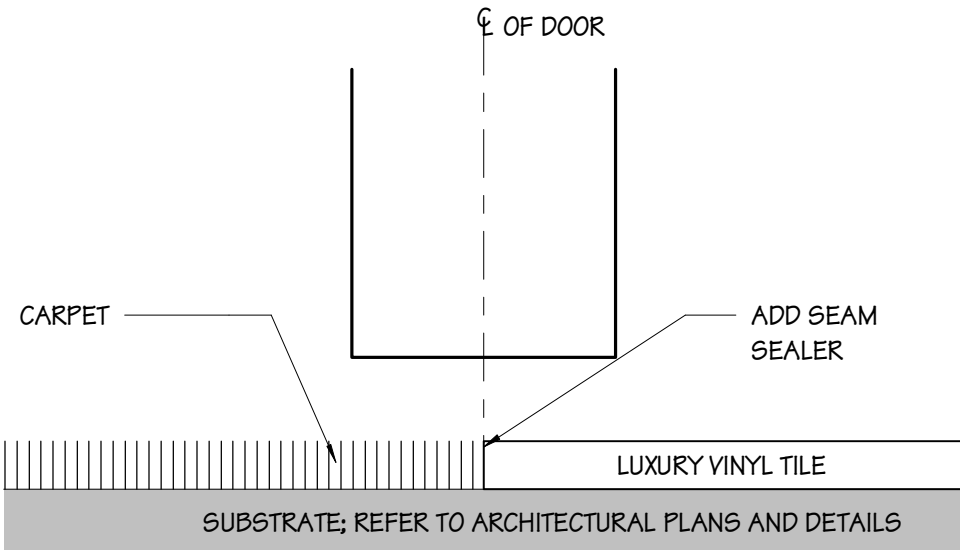 ℄ OF DOOR
CARPET
ADD SEAM
SEALER
LUXURY VINYL TILE
SUBSTRATE; REFER TO ARCHITECTURAL PLANS AND DETAILS